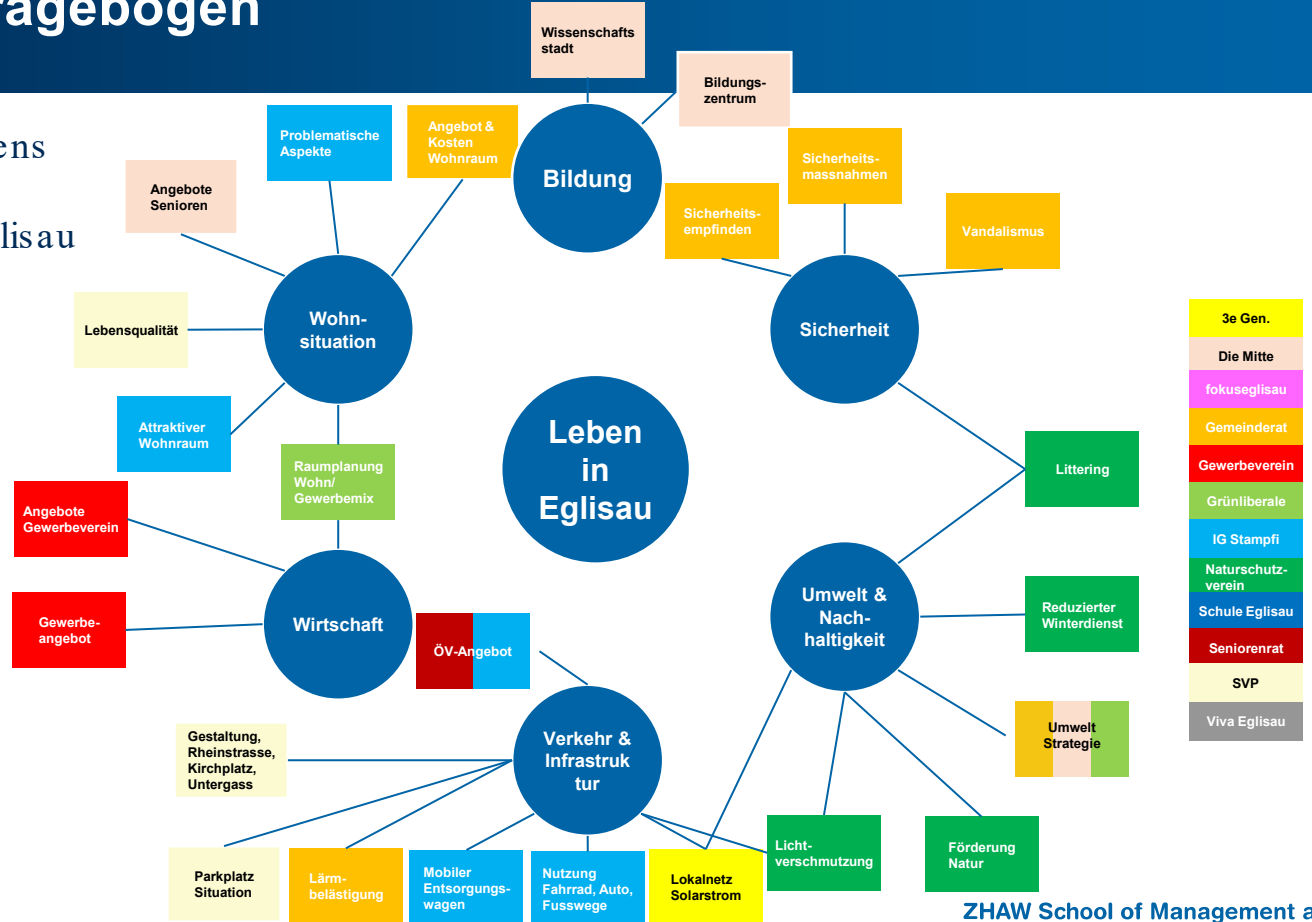 ragebogen
ens
lisau
Wissenschafts
stadt
Bildungs-
zentrum
Problematische
Aspekte
Angebot &
Kosten
Wohnraum
Bildung
Sicherheits-
massnahmen
Angebote
Senioren
Sicherheits-
empfinden
Vandalismus
Lebensqualität
Wohn-
situation
Sicherheit
Attraktiver
Wohnraum
Raumplanung
Wohn/
Gewerbemix
Leben
in
Eglisau
Littering
Angebote
Gewerbeverein
Gewerbe-
angebot
Wirtschaft
ÖV-Angebot
Umwelt &
Nach-
haltigkeit
Reduzierter
Winterdienst
Umwelt
Strategie
Gestaltung,
Rheinstrasse,
Kirchplatz,
Untergass
Verkehr &
Infrastruk
tur
Parkplatz
Situation
Lärm-
belästigung
Mobiler
Entsorgungs-
wagen
Nutzung
Fahrrad, Auto,
Fusswege
Lokalnetz
Solarstrom
Licht-
verschmutzung
Förderung
Natur
3e Gen.
Die Mitte
fokuseglisau
Gemeinderat
Gewerbeverein
Grünliberale
IG Stampfi
Naturschutz-
verein
Schule Eglisau
Seniorenrat
SVP
Viva Eglisau
ZHAW School of Management a